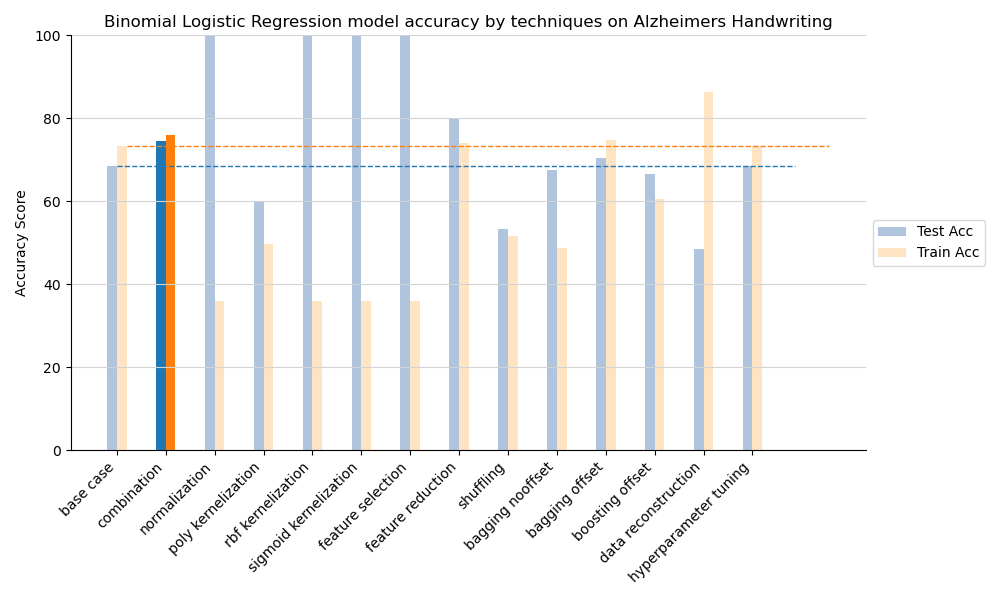 Binomial Logistic Regression model accuracy by techniques on Alzheimers Handwriting
100
80
60
40
20
0
Accuracy Score
base case
combination
normalization
poly kernelization
rbf kernelization
sigmoid kernelization
feature selection
feature reduction
shuffling
bagging nooffset
bagging offset
boosting offset
data reconstruction
hyperparameter tuning
Test Acc
Train Acc